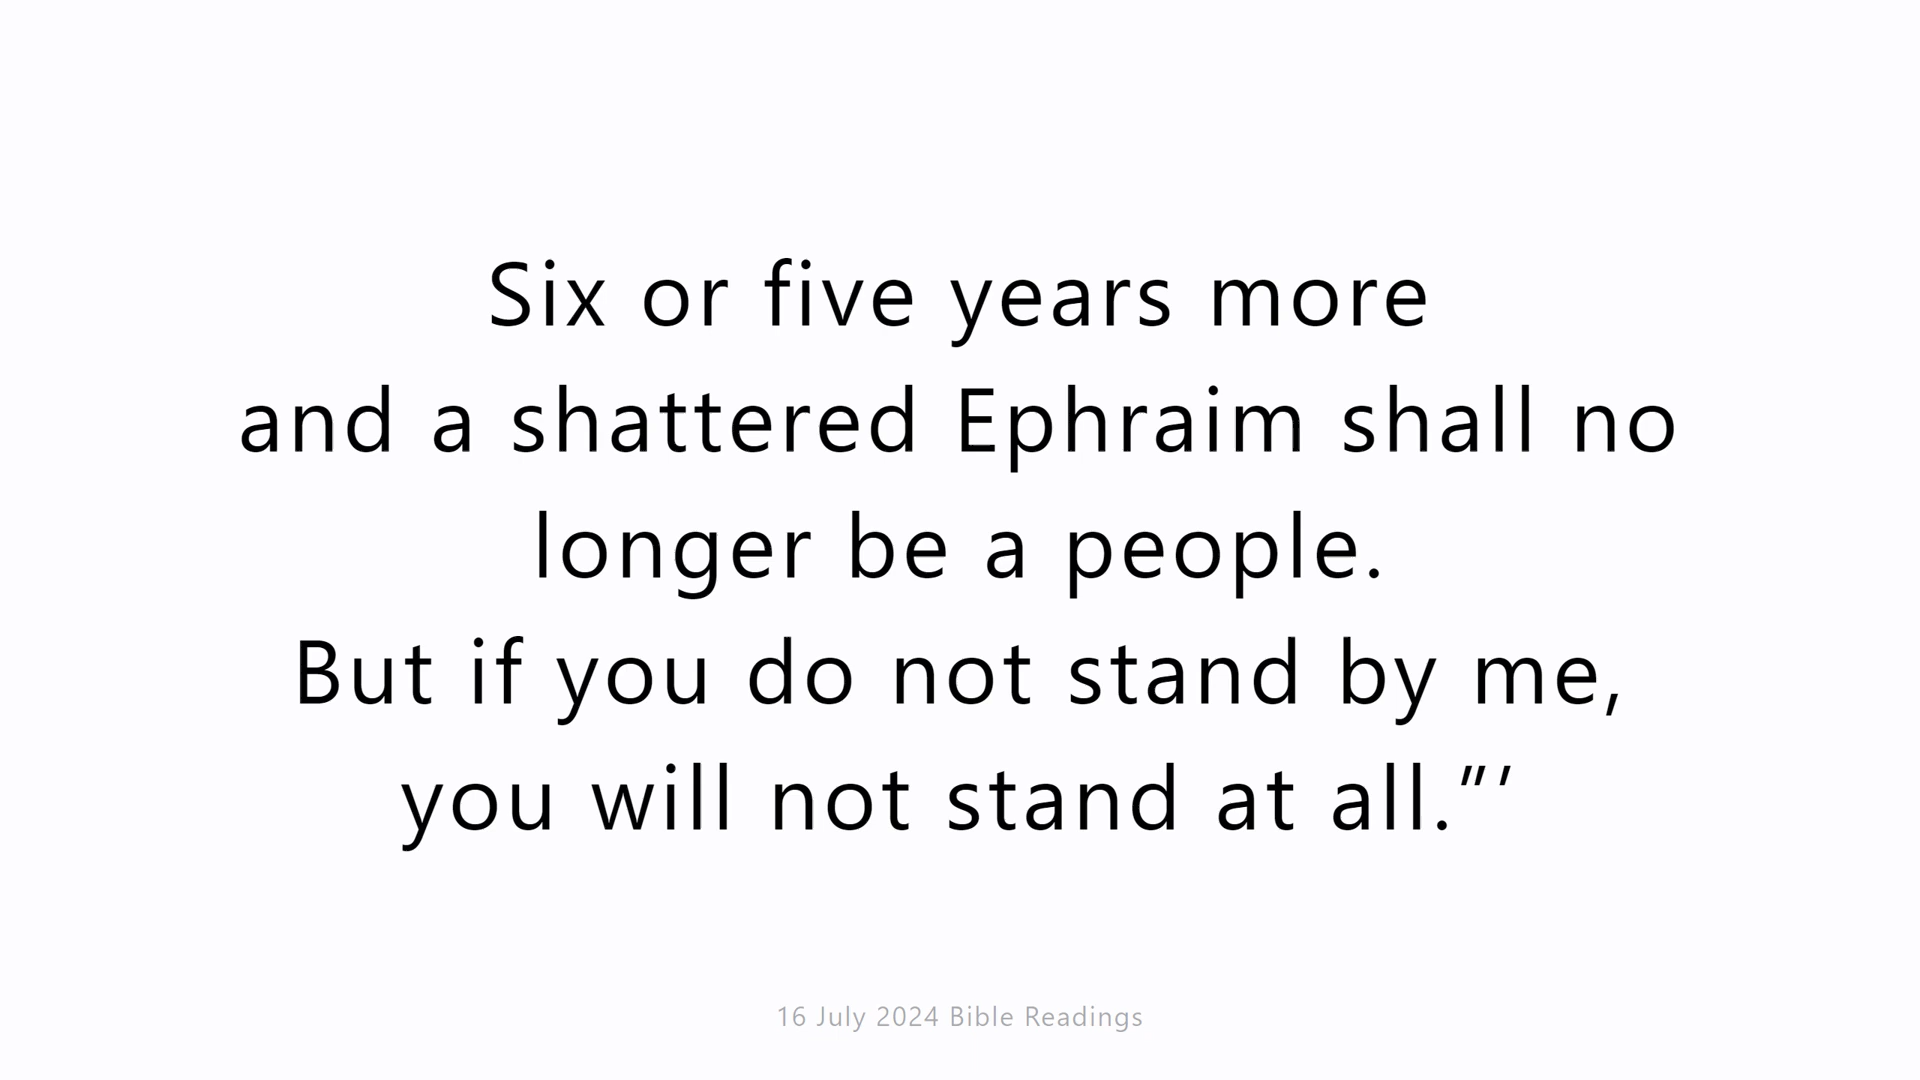 Six or five years more
and a shattered Ephraim shall no
longer be a people.
But if you do not stand by me,
you will not stand at all.”’
16 July 2024 Bible Readings